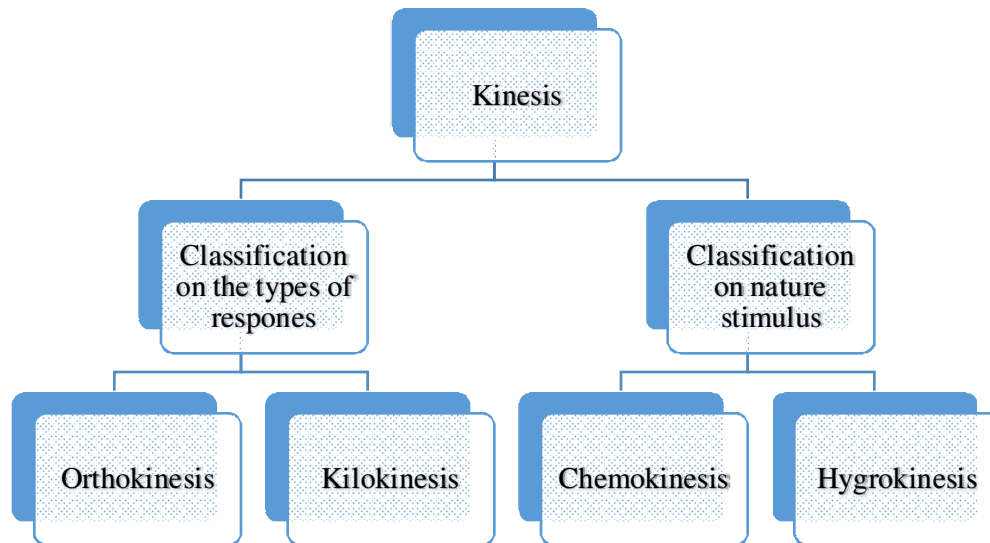 Kinesis
Classification
on the types of
respones
Classification
on nature
stimulus
Orthokinesis
Kilokinesis
Chemokinesis
Hygrokinesis